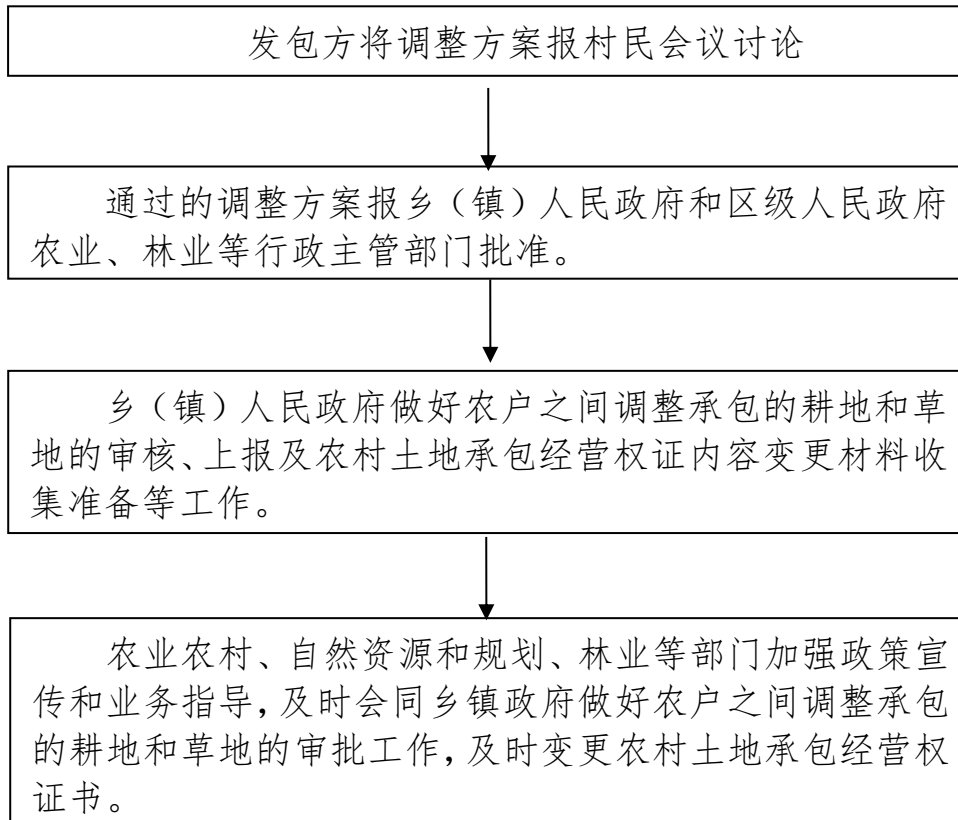 发包方将调整方案报村民会议讨论
通过的调整方案报乡（镇）人民政府和区级人民政府
农业、林业等行政主管部门批准。
乡（镇）人民政府做好农户之间调整承包的耕地和草
地的审核、上报及农村土地承包经营权证内容变更材料收
集准备等工作。
农业农村、自然资源和规划、林业等部门加强政策宣
传和业务指导，及时会同乡镇政府做好农户之间调整承包
的耕地和草地的审批工作，及时变更农村土地承包经营权
证书。